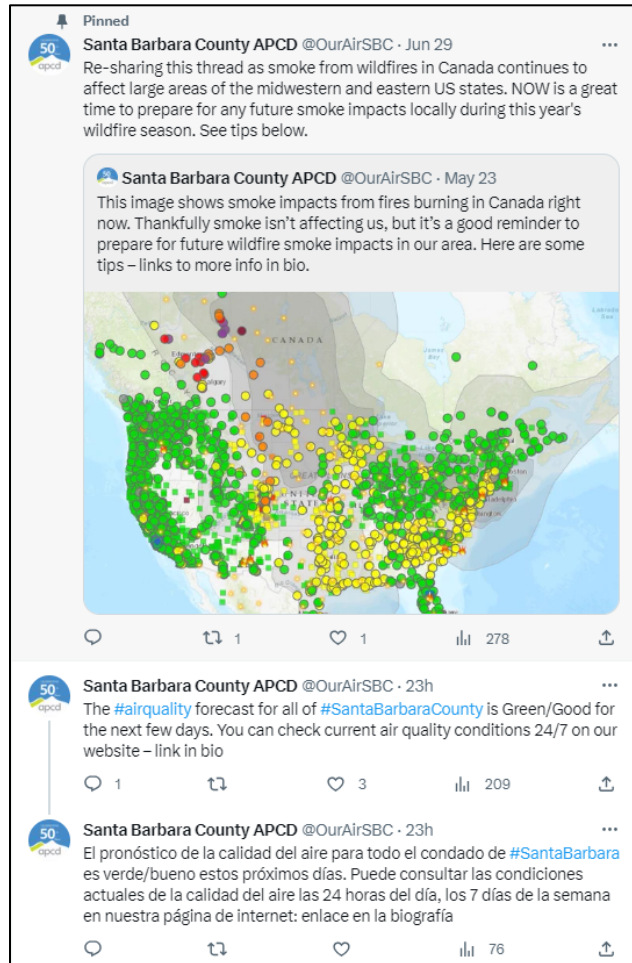 Pinned
50
apcd
Santa Barbara County APCD @OurAirSBC · Jun 29
Re-sharing this thread as smoke from wildfires in Canada continues to
affect large areas of the midwestern and eastern US states. NOW is a great
time to prepare for any future smoke impacts locally during this year's
wildfire season. See tips below.
Santa Barbara County APCD @OurAirSBC · May 23
This image shows smoke impacts from fires burning in Canada right
now. Thankfully smoke isn't affecting us, but it's a good reminder to
prepare for future wildfire smoke impacts in our area. Here are some
tips – links to more info in bio.
CANADA
James
Bay
1
1
278
50
apcd
Santa Barbara County APCD @OurAirSBC · 23h
The #airquality forecast for all of #SantaBarbaraCounty is Green/Good for
the next few days. You can check current air quality conditions 24/7 on our
website – link in bio
1
3
209
50
apcd
Santa Barbara County APCD @OurAirSBC · 23h
El pronóstico de la calidad del aire para todo el condado de #SantaBarbara
es verde/bueno estos próximos días. Puede consultar las condiciones
actuales de la calidad del aire las 24 horas del día, los 7 días de la semana
en nuestra página de internet: enlace en la biografía
76